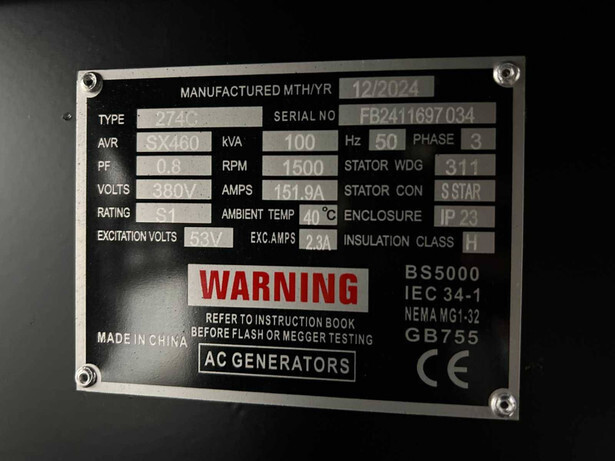 MANUFACTURED MTH/YR 12/2024
TYPE 274C SERIAL NO FB2411697034
AVR SX460 kVA 100 Hz 50 PHASE 3
PF 0.8 RPM 1500 STATOR WDG 311
VOLTS 380V AMPS 151.9A STATOR CON S STAR
RATING S1 AMBIENT TEMP 40℃ ENCLOSURE IP 23
EXCITATION VOLTS 53V EXC.AMPS 2.3A INSULATION CLASS H
WARNING
REFER TO INSTRUCTION BOOK
BEFORE FLASH OR MEGGER TESTING
MADE IN CHINA
AC GENERATORS
BS5000
IEC 34-1
NEMA MG1-32
GB755
CE